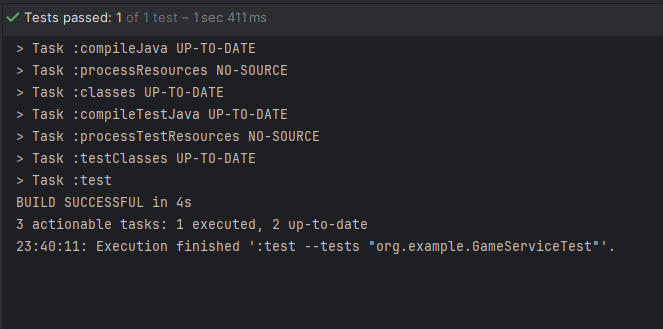 Tests passed: 1 of 1 test – 1 sec 411 ms
> Task :compileJava UP-TO-DATE
> Task :processResources NO-SOURCE
> Task :classes UP-TO-DATE
> Task :compileTestJava UP-TO-DATE
> Task :processTestResources NO-SOURCE
> Task :testClasses UP-TO-DATE
> Task :test
BUILD SUCCESSFUL in 4s
3 actionable tasks: 1 executed, 2 up-to-date
23:40:11: Execution finished ':test --tests "org.example.GameServiceTest"'.